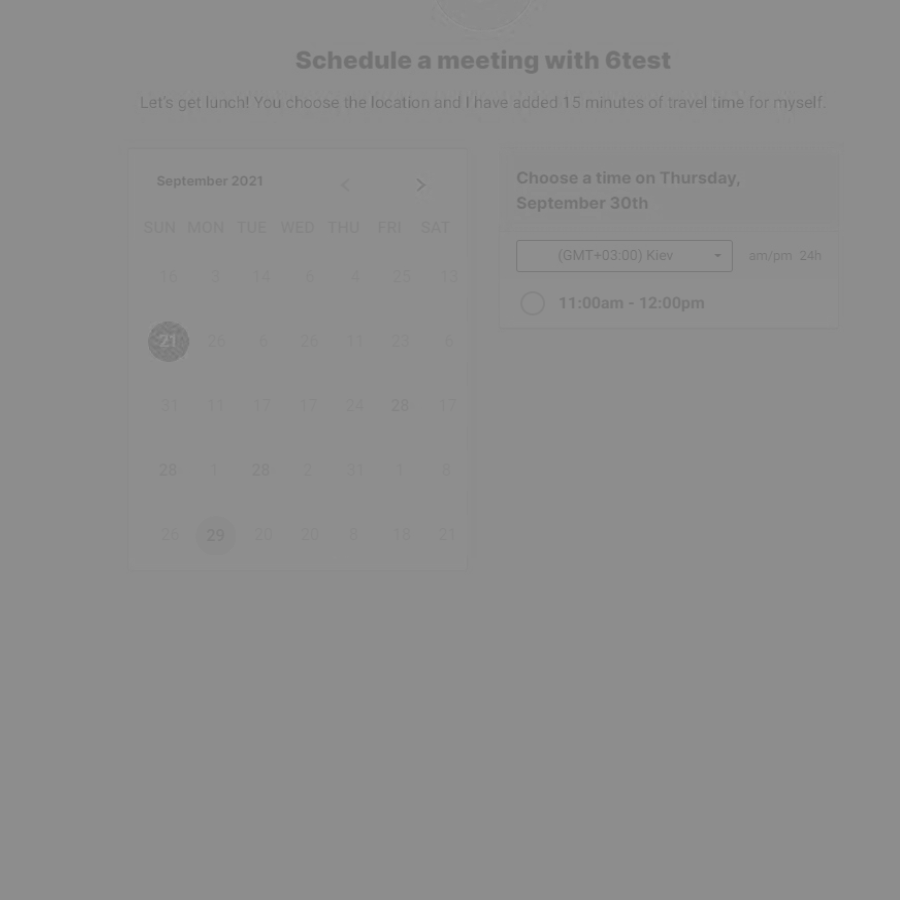 Schedule a meeting with 6test
Let's get lunch! You choose the location and I have added 15 minutes of travel time for myself.
September 2021
SUN MON TUE WED THU FRI SAT
16 3 14 6 4 25 13
21 26 6 26 11 23 6
31 11 17 17 24 28 17
28 1 28 2 31 1 8
26 29 20 20 8 18 21
Choose a time on Thursday,
September 30th
(GMT+03:00) Kiev am/pm 24h
11:00am - 12:00pm